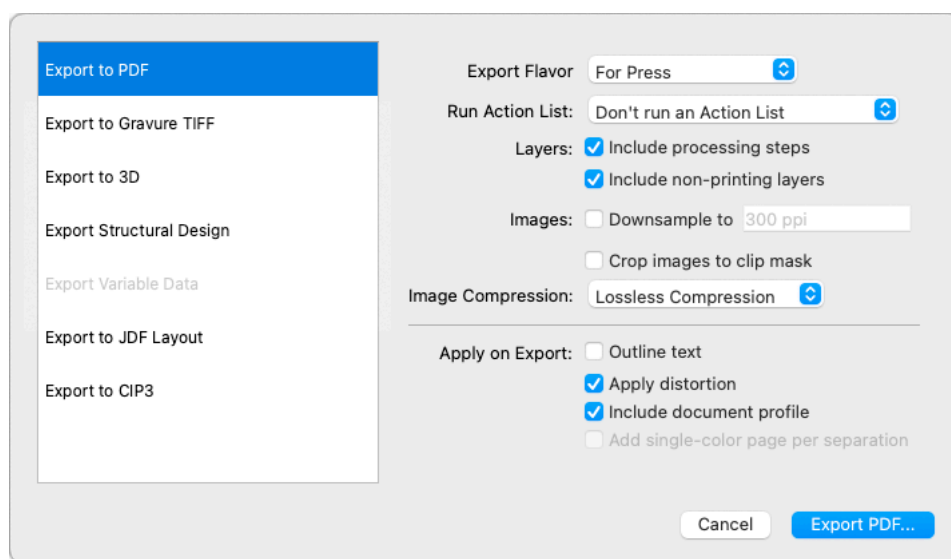 Export to PDF
Export to Gravure TIFF
Export to 3D
Export Structural Design
Export Variable Data
Export to JDF Layout
Export to CIP3
Export Flavor For Press
Run Action List: Don't run an Action List
Layers: Include processing steps
Include non-printing layers
Images: Downsample to 300 ppi
Crop images to clip mask
Image Compression: Lossless Compression
Apply on Export: Outline text
Apply distortion
Include document profile
Add single-color page per separation
Cancel Export PDF...